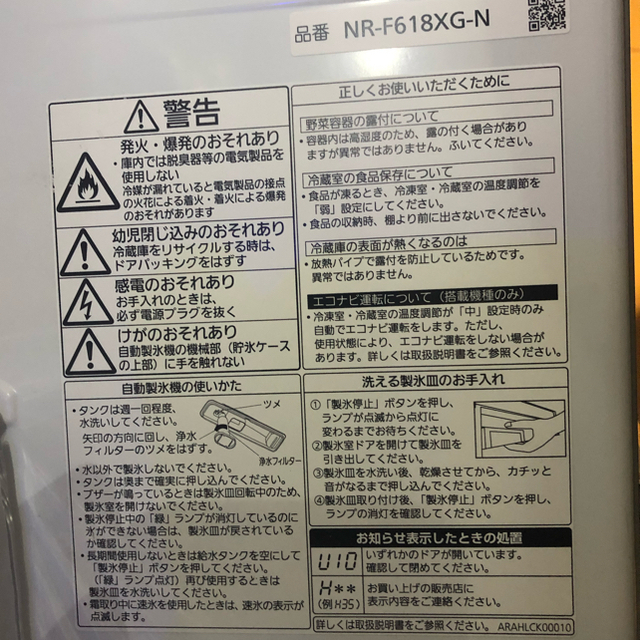 品番 NR-F618XG-N
警告
発火・爆発のおそれあり
・庫内では脱臭器等の電気製品を
使用しない
冷媒が漏れていると電気製品の接点
の火花による着火・着火による爆発
のおそれがあります
幼児閉じ込みのおそれあり
冷蔵庫をリサイクルする時は、
ドアパッキングをはずす
感電のおそれあり
お手入れのときは、
必ず電源プラグを抜く
けがのおそれあり
自動製氷機の機械部(貯氷ケース
の上部)に手を触れない
正しくお使いいただくために
野菜容器の露付について
・容器内は高湿度のため、露の付く場合があり
ますが異常ではありません。ふいてください。
冷蔵室の食品保存について
・食品が凍るとき、冷凍室・冷蔵室の温度調節を
「弱」設定にしてください。
・食品の収納時、棚より前に出さないでください。
冷蔵庫の表面が熱くなるのは
・放熱パイプで露付を防止しているためです。
異常ではありません。
エコナビ運転について(搭載機種のみ)
・冷凍室・冷蔵室の温度調節が「中」設定時のみ
自動でエコナビ運転をします。ただし、
使用状態により、エコナビ運転をしない場合が
あります。詳しくは取扱説明書をご参照ください。
自動製氷機の使いかた
・タンクは週一回程度、
水洗いしてください。
矢印の方向に回し、浄水
フィルターのツメをはずす。
ツメ
浄水フィルター
・水以外で製氷しないでください。
・タンクは奥まで確実に押し込んでください。
・ブザーが鳴っているときは製氷皿回転中のため、
製氷室を開けないでください。
・製氷停止中の「緑」ランプが消灯しているのに
氷ができない場合は、製氷皿が戻されている
か確認してください。
・長期間使用しないときは給水タンクを空にして
「製氷停止」ボタンを押してください。
(「緑」ランプ点灯)再び使用するときは
製氷皿を水洗いしてください。
・霜取り中に速氷を使用したときは、速氷の表示が
点滅します。
洗える製氷皿のお手入れ
①「製氷停止」ボタンを押し、
ランプが点滅から点灯に
変わるまでお待ちください。
②製氷室ドアを開けて製氷皿を
引き出してください。
③製氷皿を水洗い後、乾燥させてから、カチッと
音がなるまで押し込んでください。
④製氷皿取り付け後、「製氷停止」ボタンを押し、
ランプの消灯を確認ください。
お知らせ表示したときの処置
U10
いずれかのドアが開いています。
確認して閉めてください。
H**
(例 H35)
お買い上げの販売店に
表示内容をご連絡ください。
詳しくは取扱説明書をご参照ください。 ARAHLCK00010